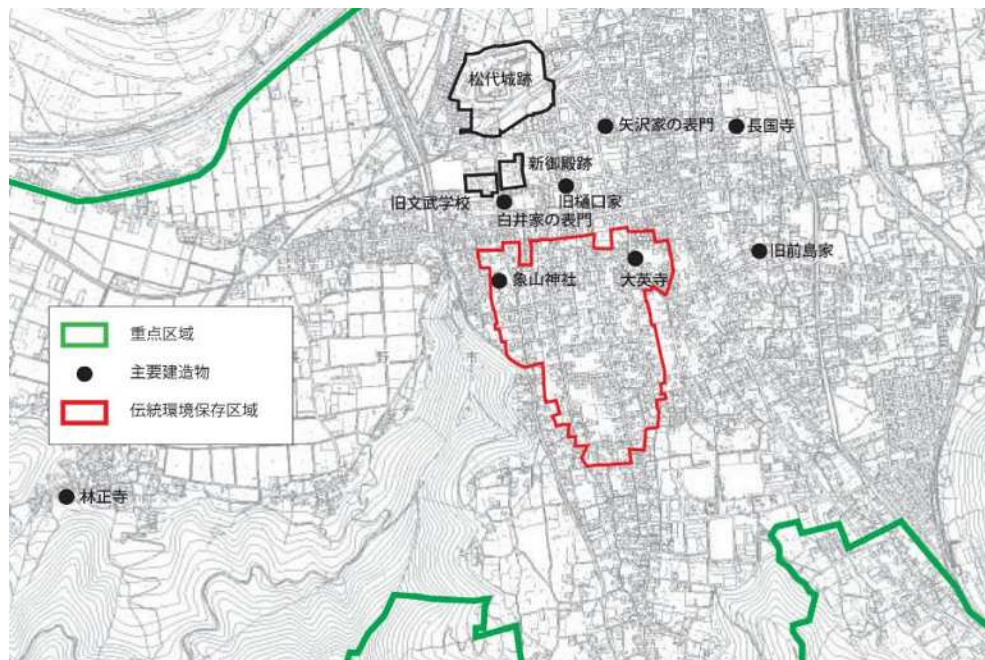 松代城跡
矢沢家の表門
長国寺
新御殿跡
旧文武学校
旧樋口家
白井家の表門
旧前島家
象山神社
大英寺
重点区域
主要建造物
伝統環境保存区域
林正寺
野
市